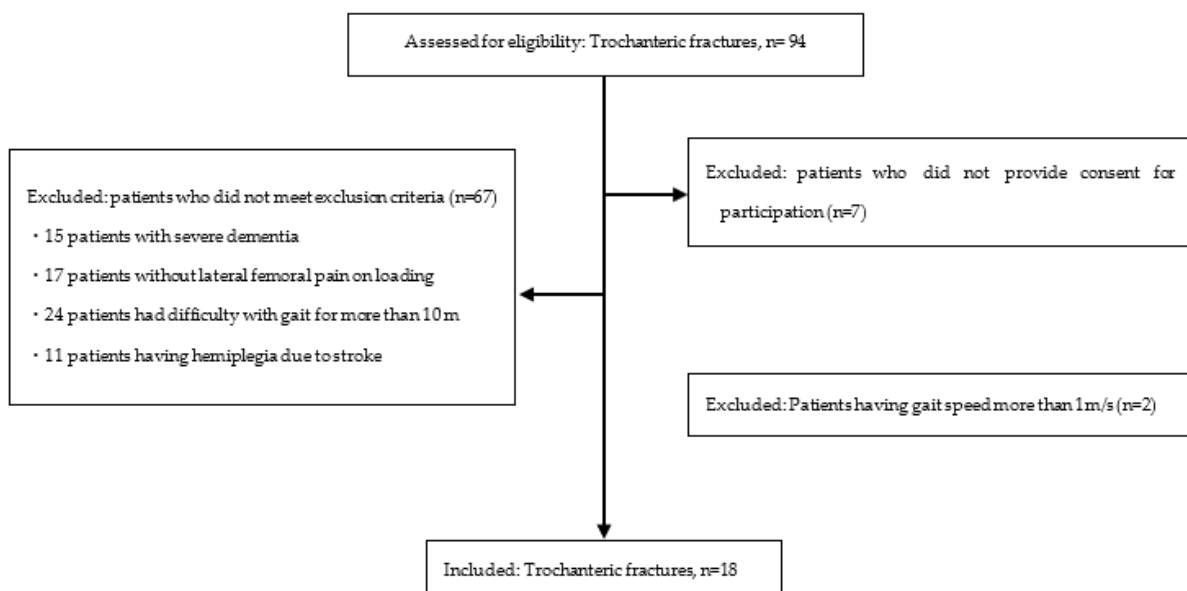 Assessed for eligibility: Trochanteric fractures, n= 94
Excluded: patients who did not provide consent for
participation (n=7)
Excluded: patients who did not meet exclusion criteria (n=67)
・15 patients with severe dementia
・17 patients without lateral femoral pain on loading
・24 patients had difficulty with gait for more than 10 m
・11 patients having hemiplegia due to stroke
Excluded: Patients having gait speed more than 1 m/s (n=2)
Included: Trochanteric fractures, n=18